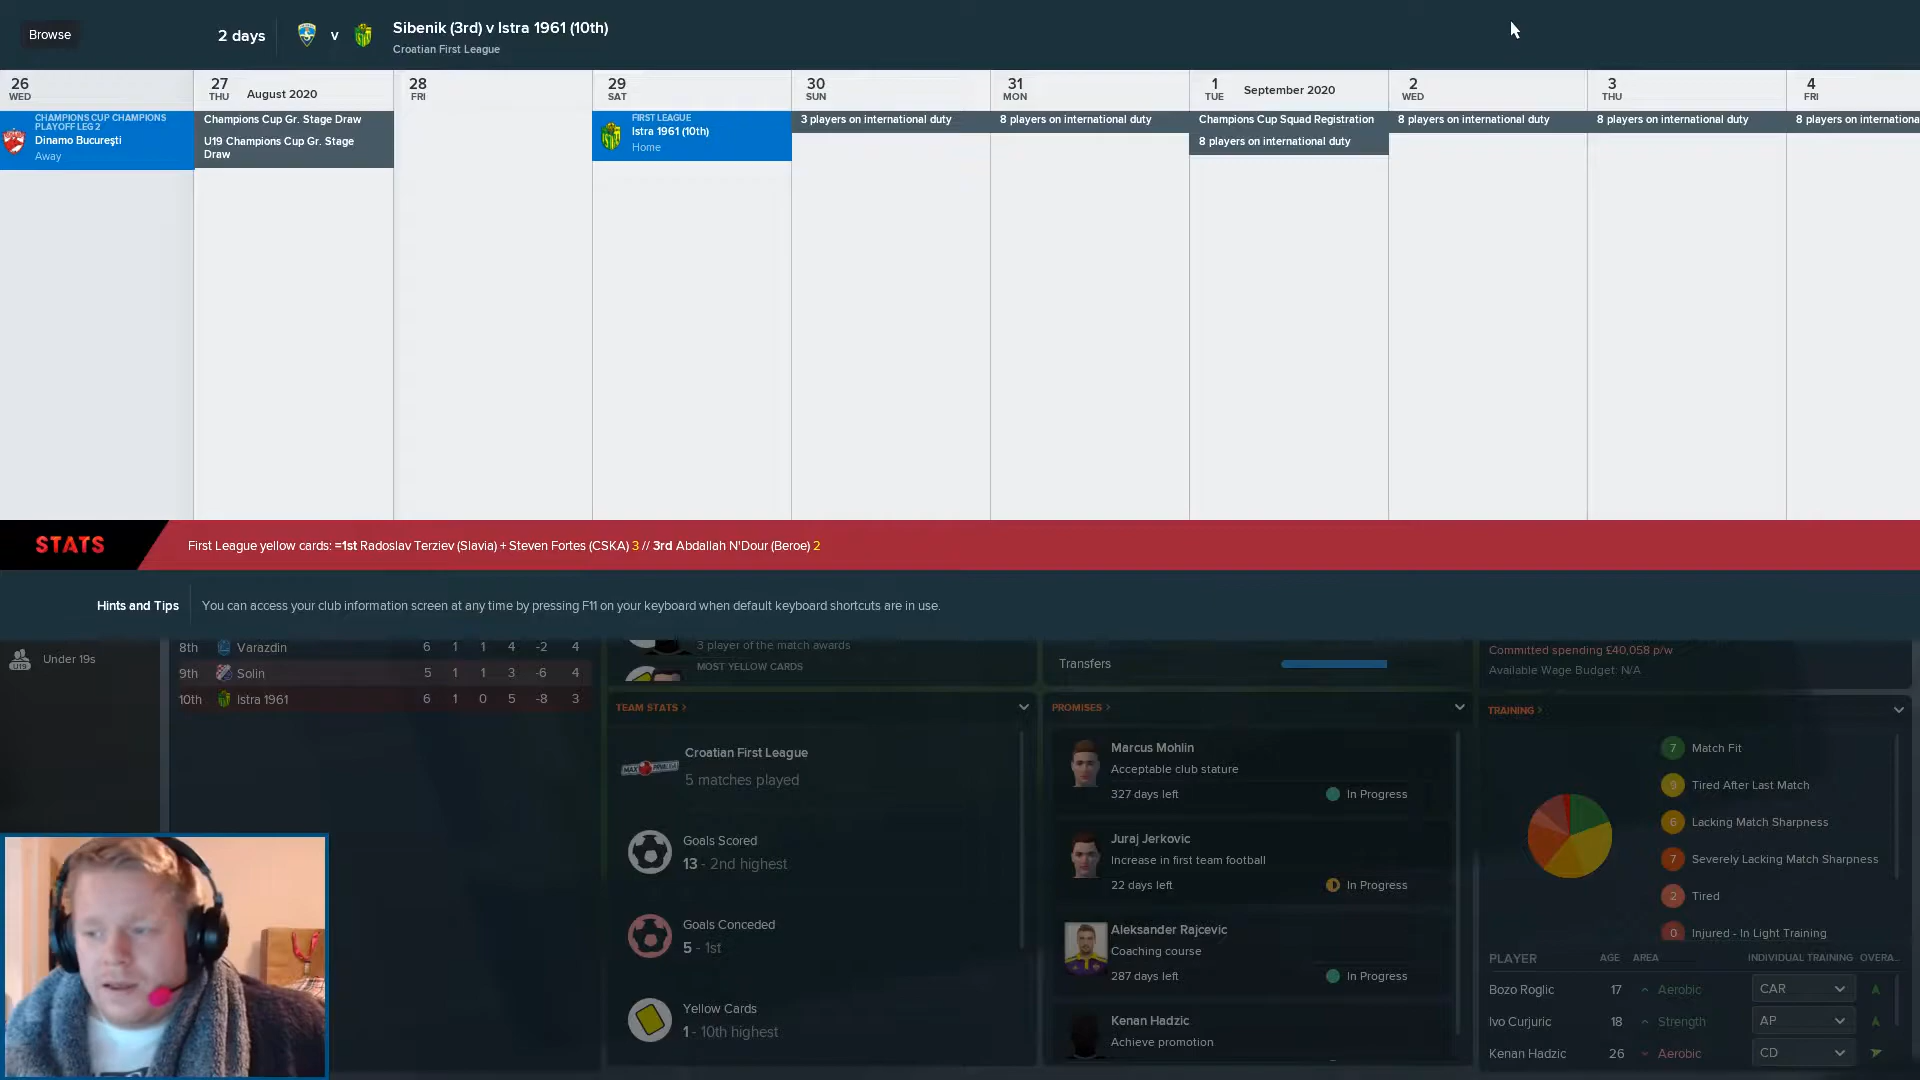 Browse
2 days
v
Sibenik (3rd) v Istra 1961 (10th)
Croatian First League
26
WED
27
THU
August 2020
28
FRI
29
SAT
30
SUN
31
MON
1
TUE
September 2020
2
WED
3
THU
4
FRI
CHAMPIONS CUP CHAMPIONS
PLAYOFF LEG 2
Dinamo Bucureşti
Away
Champions Cup Gr. Stage Draw
U19 Champions Cup Gr. Stage
Draw
FIRST LEAGUE
Istra 1961 (10th)
Home
3 players on international duty
8 players on international duty
Champions Cup Squad Registration
8 players on international duty
8 players on international duty
8 players on international duty
8 players on internationa
STATS
First League yellow cards: =1st Radoslav Terziev (Slavia) + Steven Fortes (CSKA) 3 // 3rd Abdallah N'Dour (Beroe) 2
Hints and Tips
You can access your club information screen at any time by pressing F11 on your keyboard when default keyboard shortcuts are in use.
U19
Under 19s
8th Varazdin 6 1 1 4 -2 4
9th Solin 5 1 1 3 -6 4
10th Istra 1961 6 1 0 5 -8 3
3 player of the match awards
MOST YELLOW CARDS
TEAM STATS >
Croatian First League
5 matches played
Goals Scored
13 - 2nd highest
Goals Conceded
5 - 1st
Yellow Cards
1 - 10th highest
Transfers
PROMISES >
Marcus Mohlin
Acceptable club stature
327 days left
In Progress
Juraj Jerkovic
Increase in first team football
22 days left
In Progress
Aleksander Rajcevic
Coaching course
287 days left
In Progress
Kenan Hadzic
Achieve promotion
Committed spending £40,058 p/w
Available Wage Budget: N/A
TRAINING >
7 Match Fit
9 Tired After Last Match
6 Lacking Match Sharpness
7 Severely Lacking Match Sharpness
2 Tired
0 Injured - In Light Training
PLAYER AGE AREA INDIVIDUAL TRAINING OVERA...
Bozo Roglic 17 Aerobic CAR
Ivo Curjuric 18 Strength AP
Kenan Hadzic 26 Aerobic CD